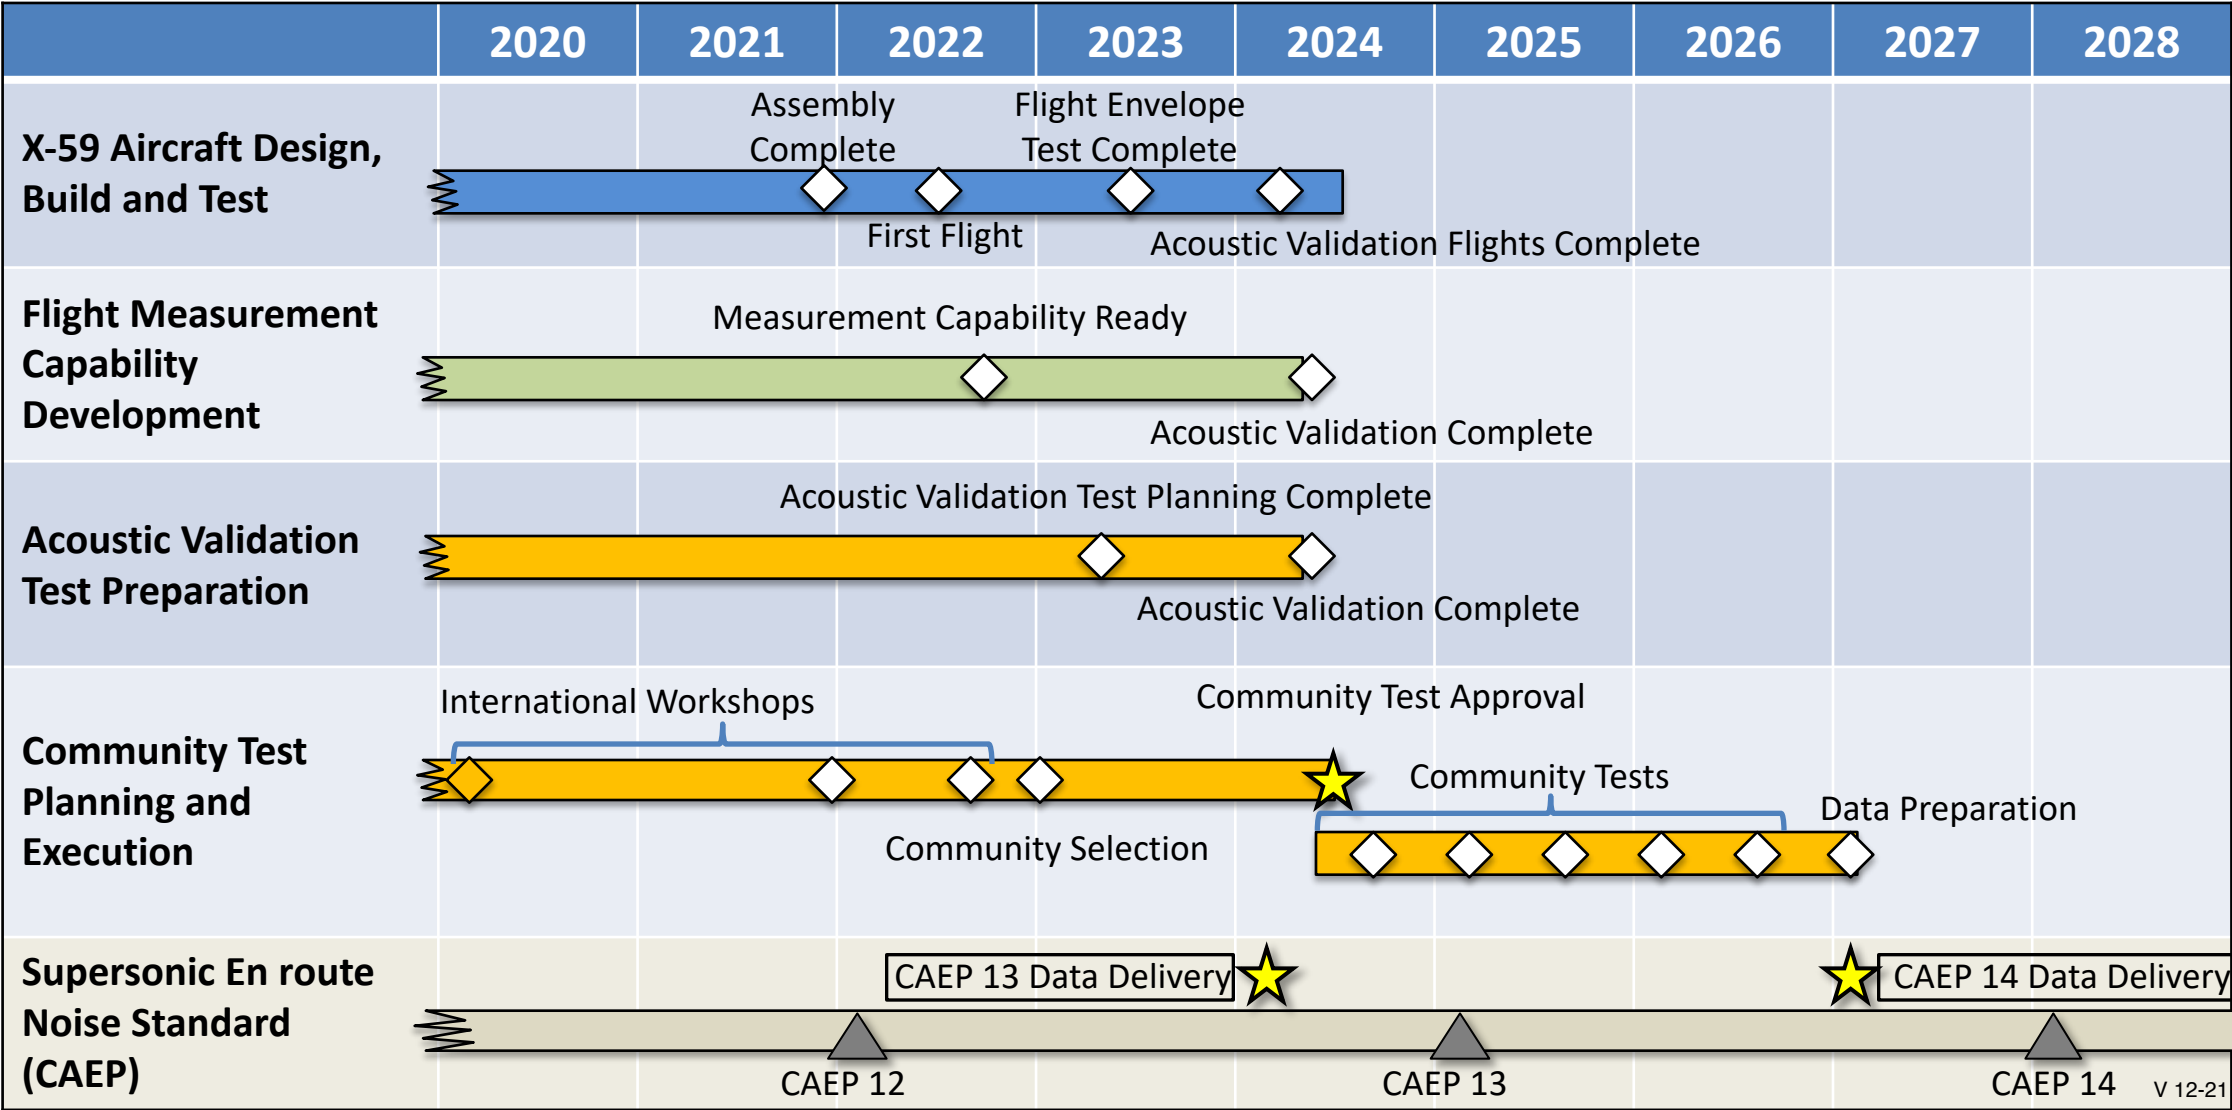 2020 2021 2022 2023 2024 2025 2026 2027 2028
X-59 Aircraft Design,
Build and Test
Assembly
Complete
Flight Envelope
Test Complete
First Flight
Acoustic Validation Flights Complete
Flight Measurement
Capability
Development
Measurement Capability Ready
Acoustic Validation Complete
Acoustic Validation
Test Preparation
Acoustic Validation Test Planning Complete
Acoustic Validation Complete
Community Test
Planning and
Execution
International Workshops
Community Test Approval
Community Tests
Data Preparation
Community Selection
Supersonic En route
Noise Standard
(CAEP)
CAEP 13 Data Delivery
CAEP 14 Data Delivery
CAEP 12
CAEP 13
CAEP 14
V 12-21